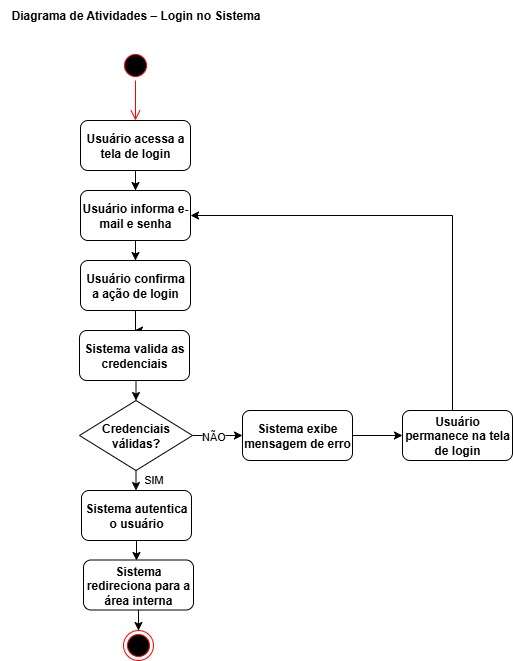 Diagrama de Atividades – Login no Sistema
Usuário acessa a
tela de login
Usuário informa e-
mail e senha
Usuário confirma
a ação de login
Sistema valida as
credenciais
Credenciais
válidas?
NÃO
Sistema exibe
mensagem de erro
Usuário
permanece na tela
de login
SIM
Sistema autentica
o usuário
Sistema
redireciona para a
área interna